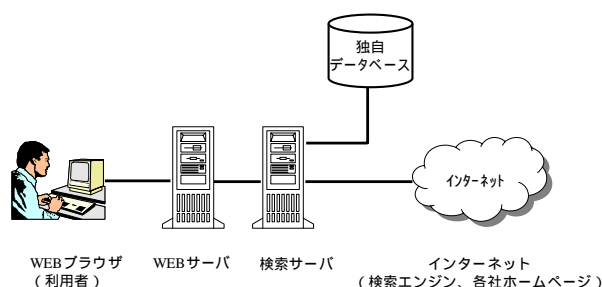 独自
データベース
インターネット
WEBブラウザ
（利用者）
WEBサーバ
検索サーバ
インターネット
（検索エンジン、各社ホームページ）